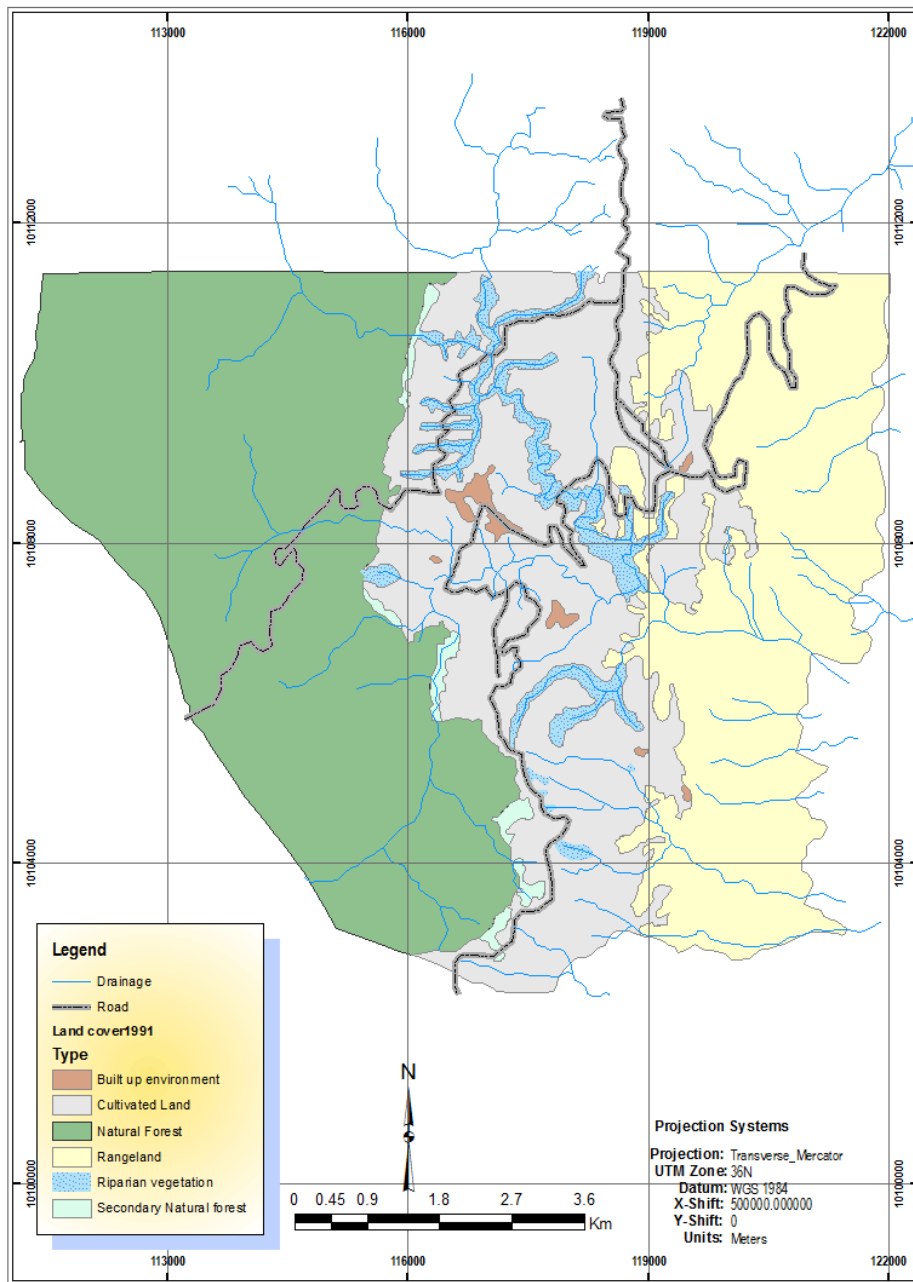 113000 116000 119000 122000
10112000 10112000
10108000 10108000
10104000 10104000
Legend
Drainage
Road
Land cover1991
Type
Built up environment
Cultivated Land
Natural Forest
Rangeland
Riparian vegetation
Secondary Natural forest
N
0 0.45 0.9 1.8 2.7 3.6
Km
Projection Systems
Projection: Transverse_Mercator
UTM Zone: 36N
Datum: WGS 1984
X-Shift: 500000.000000
Y-Shift: 0
Units: Meters
10100000 10100000
113000 116000 119000 122000